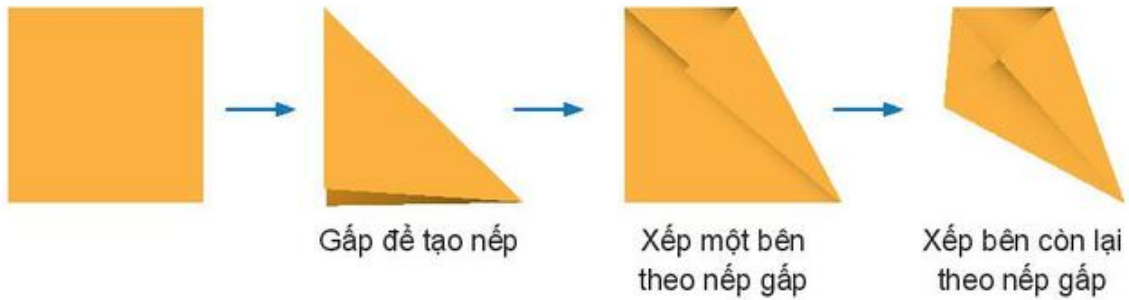 Gấp để tạo nếp
Xếp một bên
theo nếp gấp
Xếp bên còn lại
theo nếp gấp